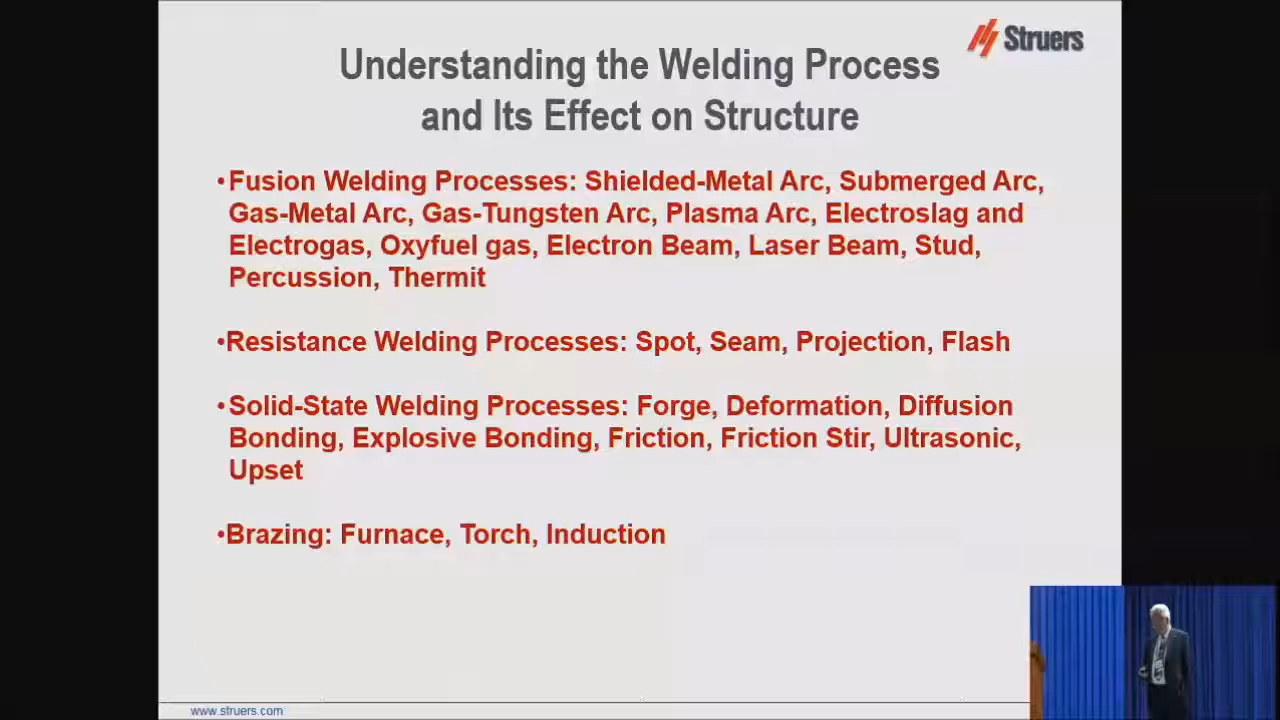 Struers
Understanding the Welding Process
and Its Effect on Structure
•Fusion Welding Processes: Shielded-Metal Arc, Submerged Arc,
Gas-Metal Arc, Gas-Tungsten Arc, Plasma Arc, Electroslag and
Electrogas, Oxyfuel gas, Electron Beam, Laser Beam, Stud,
Percussion, Thermit
•Resistance Welding Processes: Spot, Seam, Projection, Flash
•Solid-State Welding Processes: Forge, Deformation, Diffusion
Bonding, Explosive Bonding, Friction, Friction Stir, Ultrasonic,
Upset
•Brazing: Furnace, Torch, Induction
www.struers.com